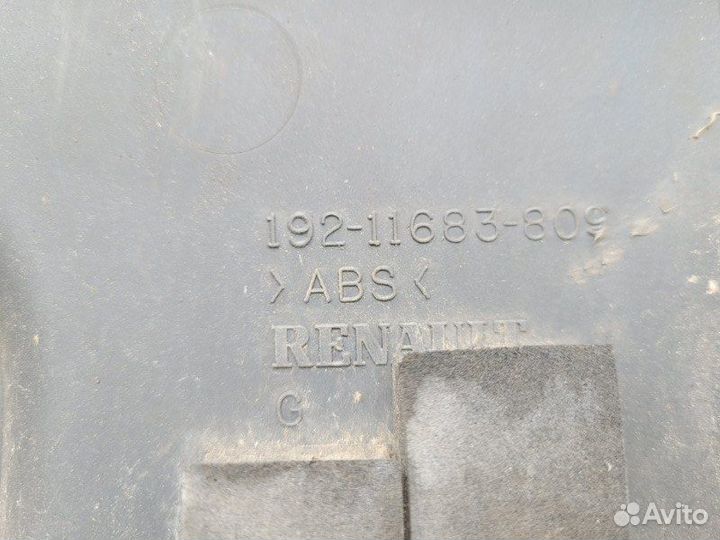 192-11683-809
>ABS<
RENAULT
G
Avito